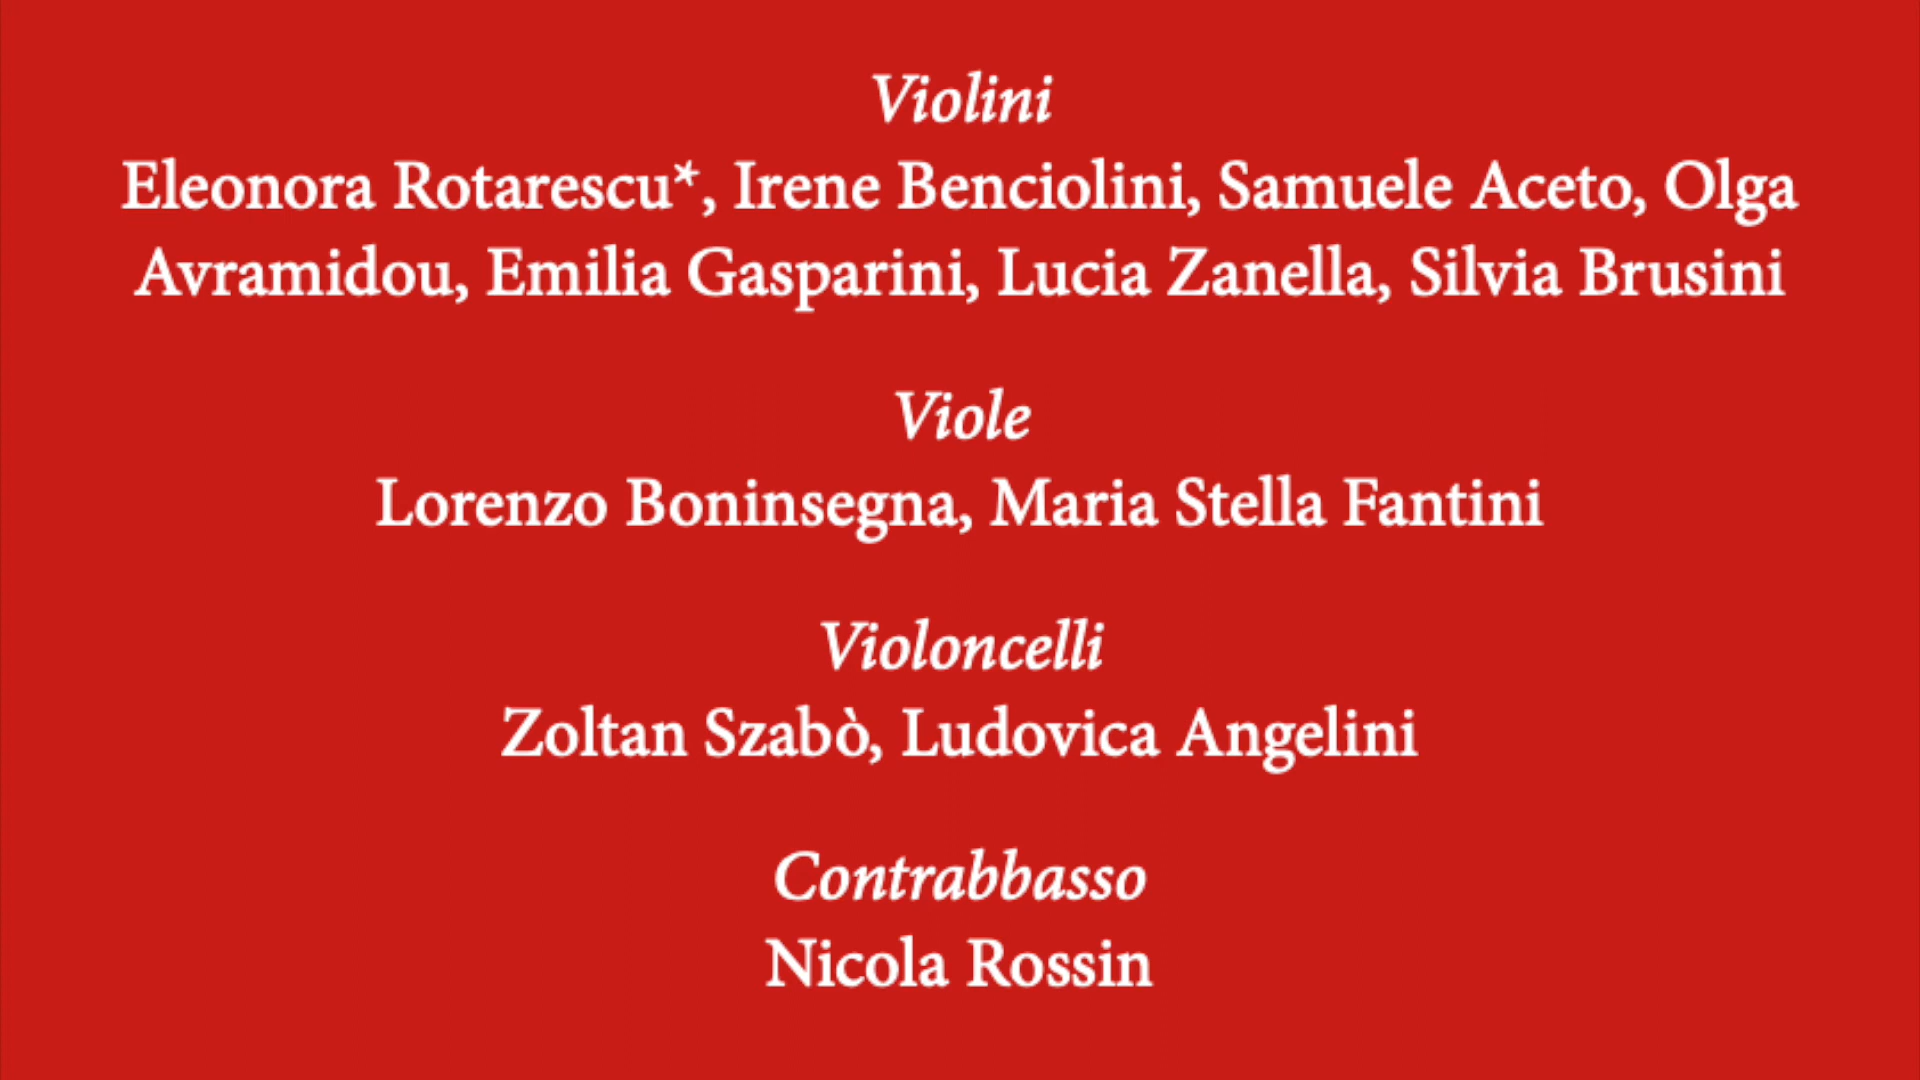 Violini
Eleonora Rotarescu*, Irene Benciolini, Samuele Aceto, Olga
Avramidou, Emilia Gasparini, Lucia Zanella, Silvia Brusini
Viole
Lorenzo Boninsegna, Maria Stella Fantini
Violoncelli
Zoltan Szabò, Ludovica Angelini
Contrabbasso
Nicola Rossin